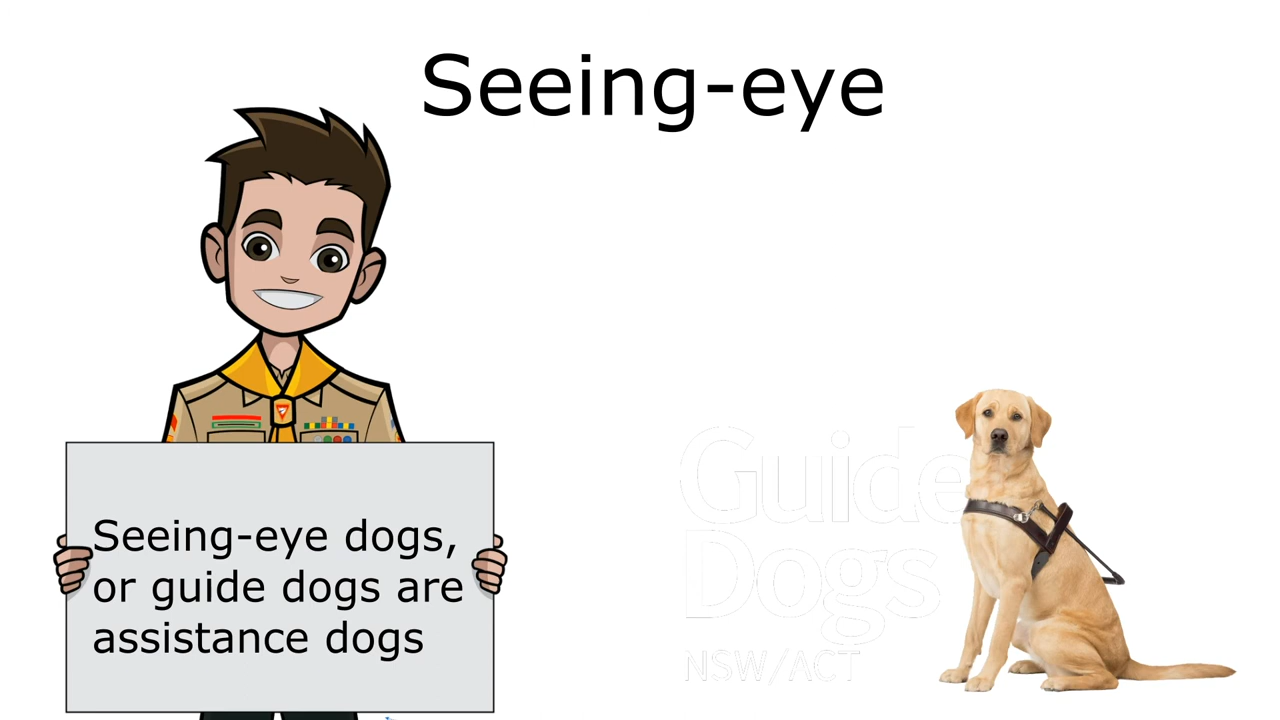 Seeing-eye
Seeing-eye dogs,
or guide dogs are
assistance dogs
Guide
Dogs
NSW/ACT